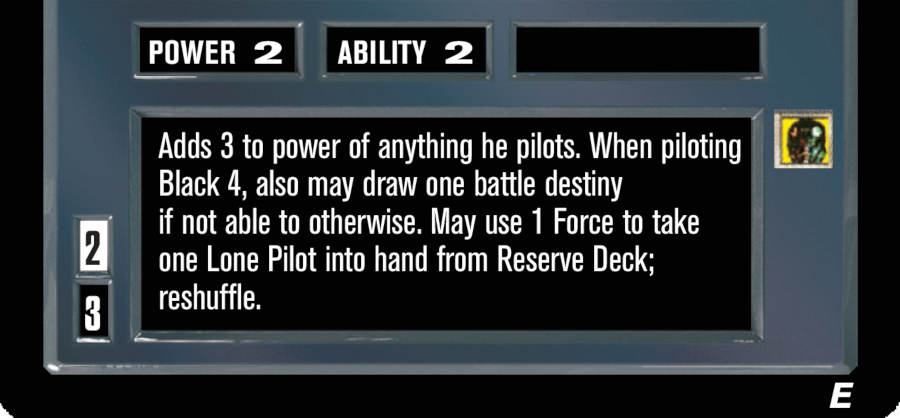 POWER 2 ABILITY 2
Adds 3 to power of anything he pilots. When piloting
Black 4, also may draw one battle destiny
if not able to otherwise. May use 1 Force to take
one Lone Pilot into hand from Reserve Deck;
reshuffle.
2
3
E